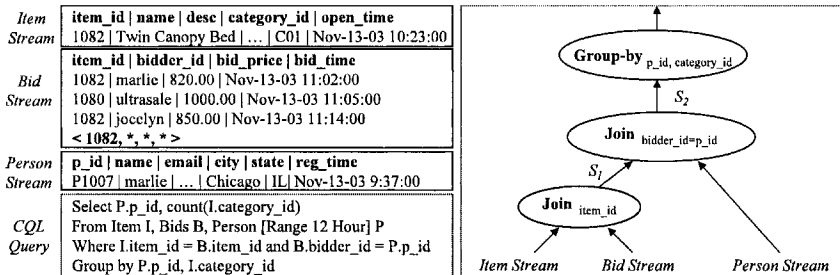 Item Stream
item_id | name | desc | category_id | open_time
1082 | Twin Canopy Bed | ... | C01 | Nov-13-03 10:23:00
Bid Stream
item_id | bidder_id | bid_price | bid_time
1082 | marlie | 820.00 | Nov-13-03 11:02:00
1080 | ultrasale | 1000.00 | Nov-13-03 11:05:00
1082 | jocelyn | 850.00 | Nov-13-03 11:14:00
< 1082, *, *, * >
Person Stream
p_id | name | email | city | state | reg_time
P1007 | marlie | ... | Chicago | IL| Nov-13-03 9:37:00
CQL Query
Select P.p_id, count(I.category_id)
From Item I, Bids B, Person [Range 12 Hour] P
Where I.item_id = B.item_id and B.bidder_id = P.p_id
Group by P.p_id, I.category_id
Group-by p_id, category_id
S2
Join bidder_id=p_id
S1
Join item_id
Item Stream
Bid Stream
Person Stream